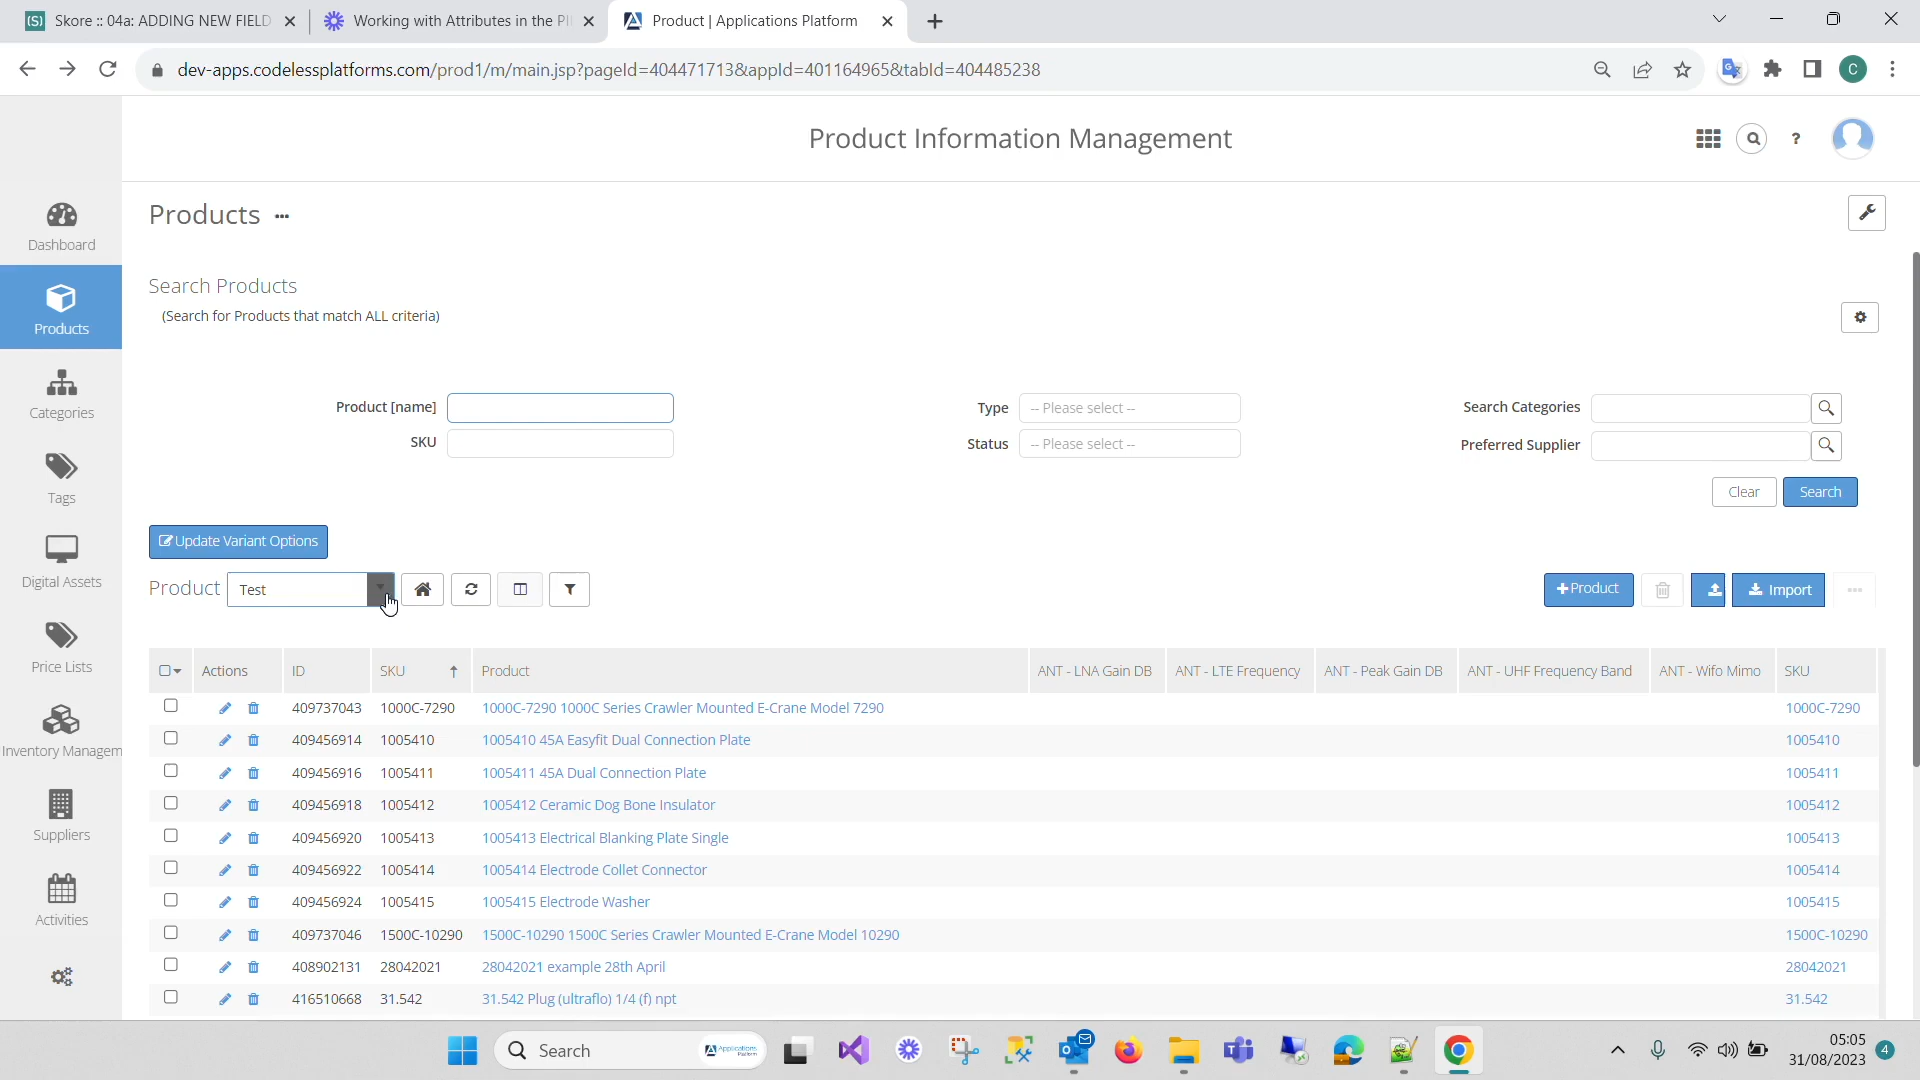 Skore :: 04a: ADDING NEW FIELD
Working with Attributes in the PI
Product | Applications Platform
dev-apps.codelessplatforms.com/prod1/m/main.jsp?pageId=404471713&appId=401164965&tabId=404485238
C
Product Information Management
?
Dashboard
Products
Categories
Tags
Digital Assets
Price Lists
Inventory Managem
Suppliers
Activities
Products ...
Search Products
(Search for Products that match ALL criteria)
Product [name]
Type -- Please select --
Search Categories
SKU
Status -- Please select --
Preferred Supplier
Clear Search
Update Variant Options
Product Test
+Product Import ...
Actions ID SKU Product ANT - LNA Gain DB ANT - LTE Frequency ANT - Peak Gain DB ANT - UHF Frequency Band ANT - Wifo Mimo SKU
409737043 1000C-7290 1000C-7290 1000C Series Crawler Mounted E-Crane Model 7290 1000C-7290
409456914 1005410 1005410 45A Easyfit Dual Connection Plate 1005410
409456916 1005411 1005411 45A Dual Connection Plate 1005411
409456918 1005412 1005412 Ceramic Dog Bone Insulator 1005412
409456920 1005413 1005413 Electrical Blanking Plate Single 1005413
409456922 1005414 1005414 Electrode Collet Connector 1005414
409456924 1005415 1005415 Electrode Washer 1005415
409737046 1500C-10290 1500C-10290 1500C Series Crawler Mounted E-Crane Model 10290 1500C-10290
408902131 28042021 28042021 example 28th April 28042021
416510668 31.542 31.542 Plug (ultraflo) 1/4 (f) npt 31.542
Search
Applications Platform
05:05
31/08/2023
4